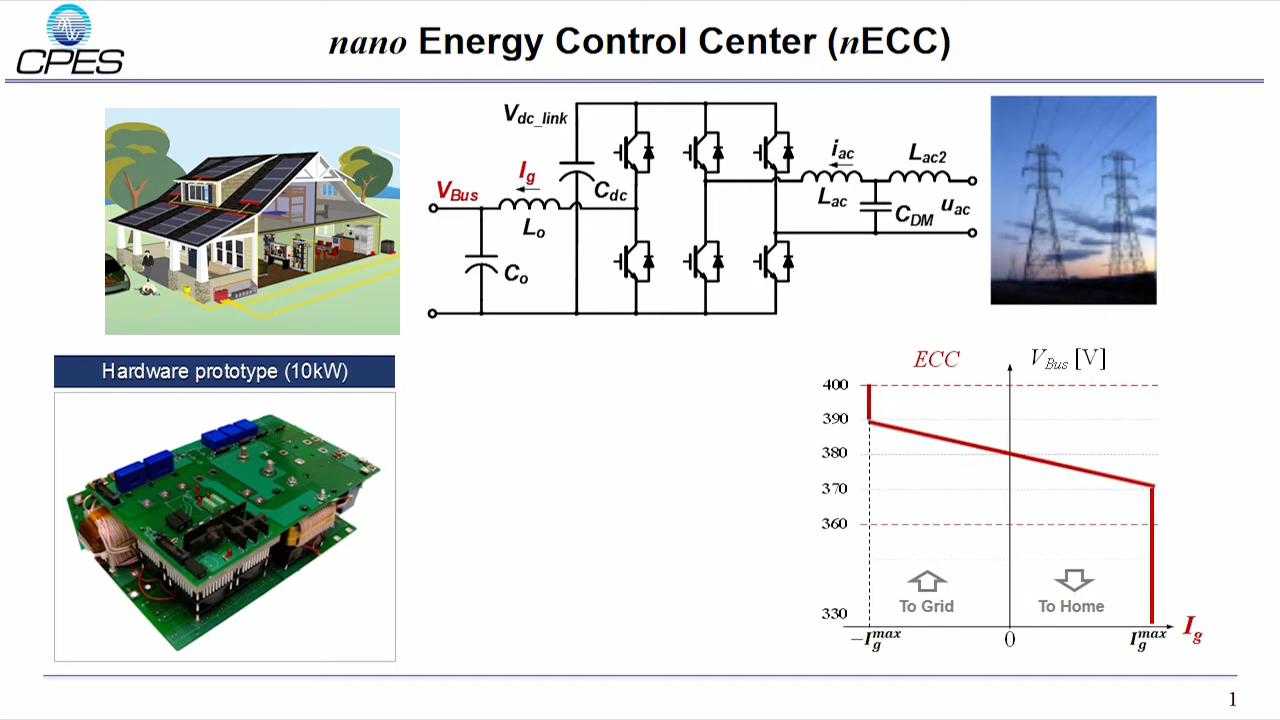 CPES
nano Energy Control Center (nECC)
V_dc_link
C_dc
V_Bus
I_g
L_o
C_o
i_ac
L_ac
L_ac2
C_DM
u_ac
Hardware prototype (10kW)
ECC
V_Bus [V]
400
390
380
370
360
330
To Grid
To Home
−I_g^max
0
I_g^max
I_g
1